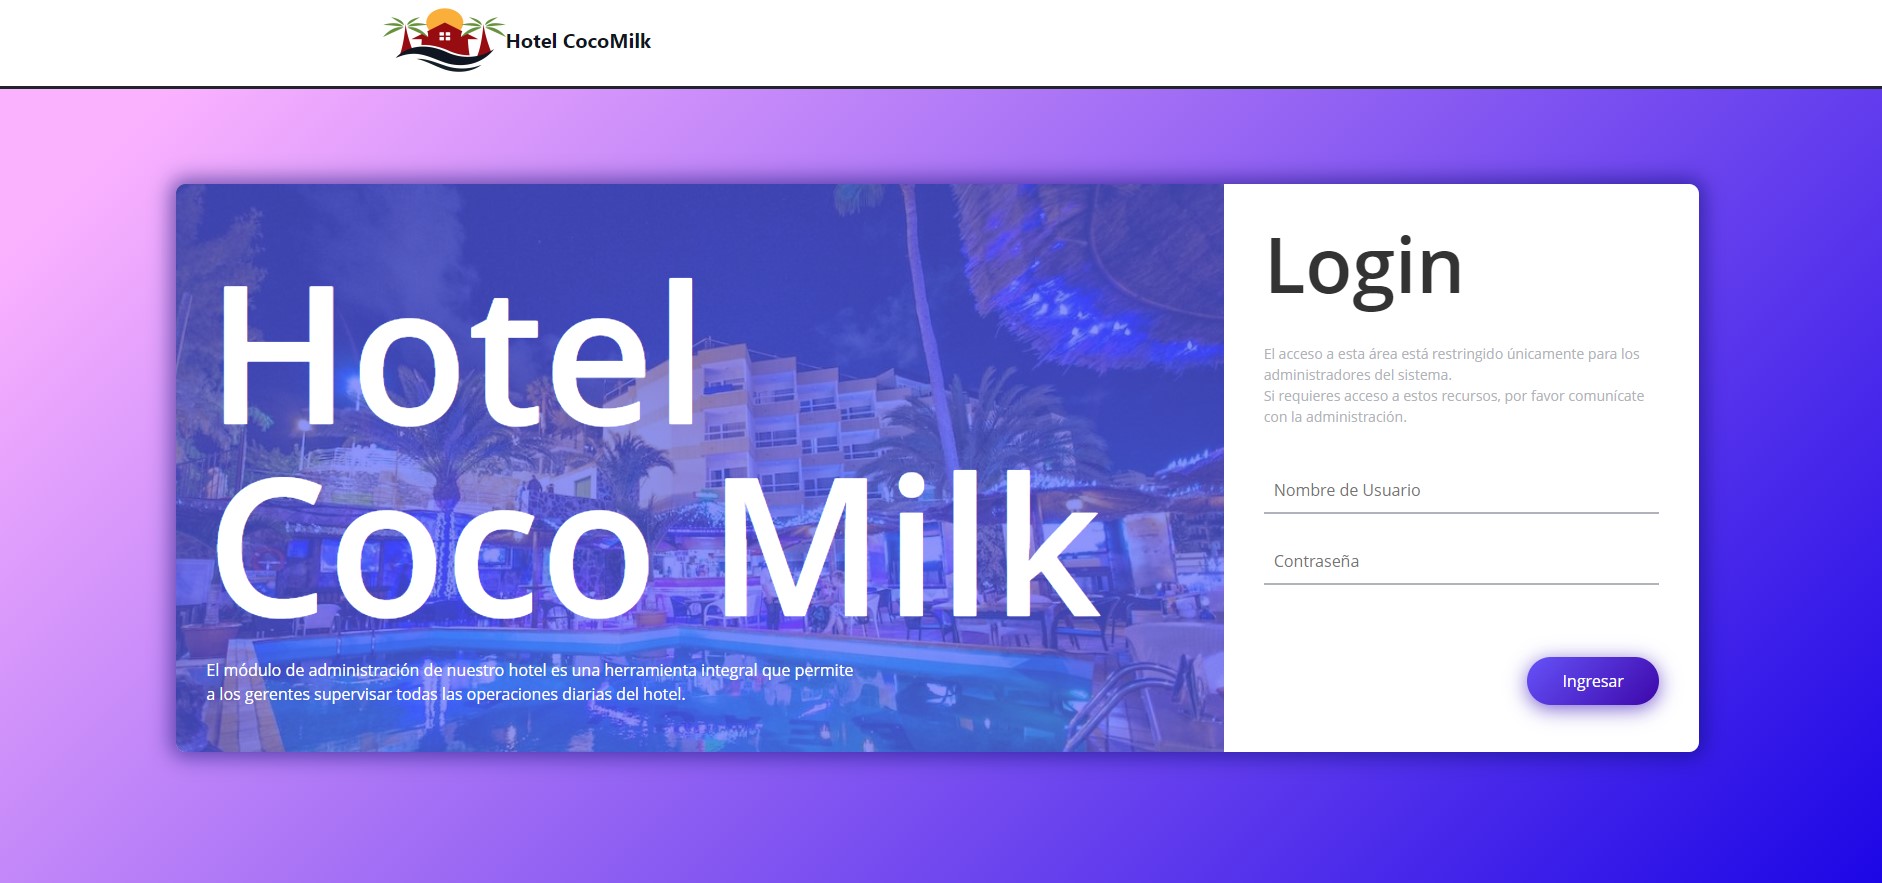 Hotel CocoMilk
Hotel
Coco Milk
El módulo de administración de nuestro hotel es una herramienta integral que permite
a los gerentes supervisar todas las operaciones diarias del hotel.
Login
El acceso a esta área está restringido únicamente para los
administradores del sistema.
Si requieres acceso a estos recursos, por favor comunícate
con la administración.
Nombre de Usuario
Contraseña
Ingresar